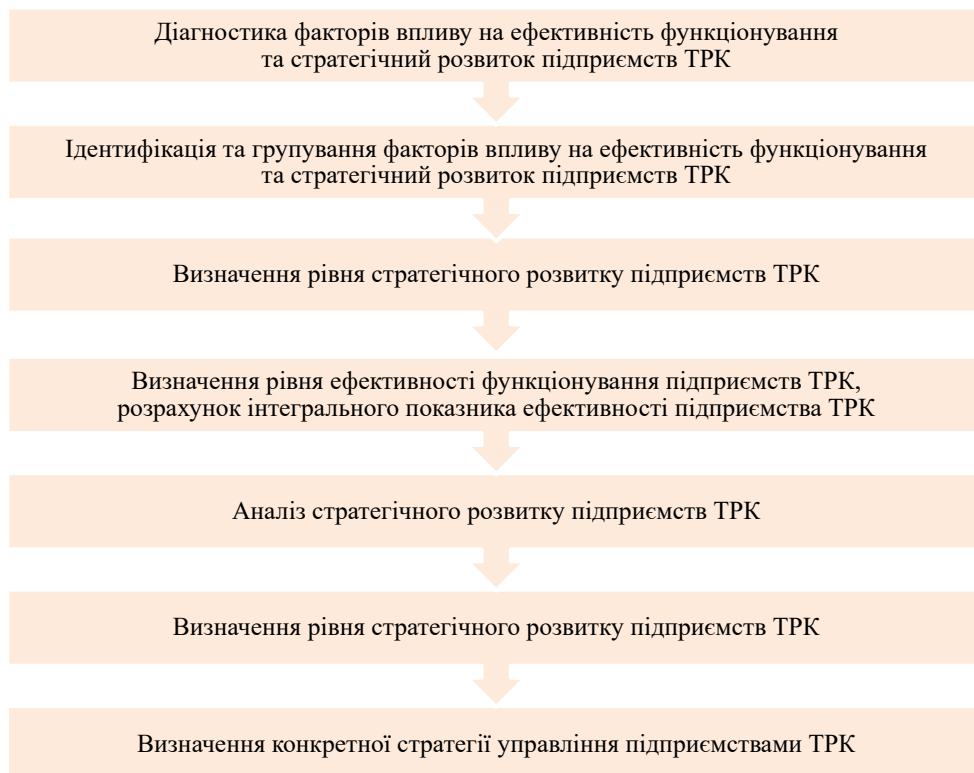 Діагностика факторів впливу на ефективність функціонування
та стратегічний розвиток підприємств ТРК
Ідентифікація та групування факторів впливу на ефективність функціонування
та стратегічний розвиток підприємств ТРК
Визначення рівня стратегічного розвитку підприємств ТРК
Визначення рівня ефективності функціонування підприємств ТРК,
розрахунок інтегрального показника ефективності підприємства ТРК
Аналіз стратегічного розвитку підприємств ТРК
Визначення рівня стратегічного розвитку підприємств ТРК
Визначення конкретної стратегії управління підприємствами ТРК